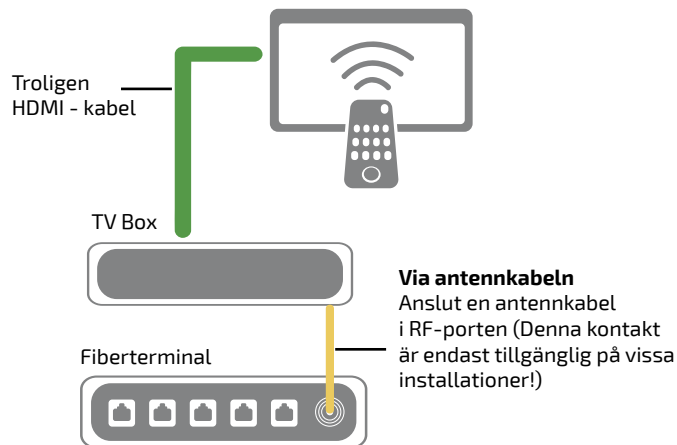 Troligen
HDMI - kabel
TV Box
Via antennkabeln
Anslut en antennkabel
i RF-porten (Denna kontakt
är endast tillgänglig på vissa
installationer!)
Fiberterminal